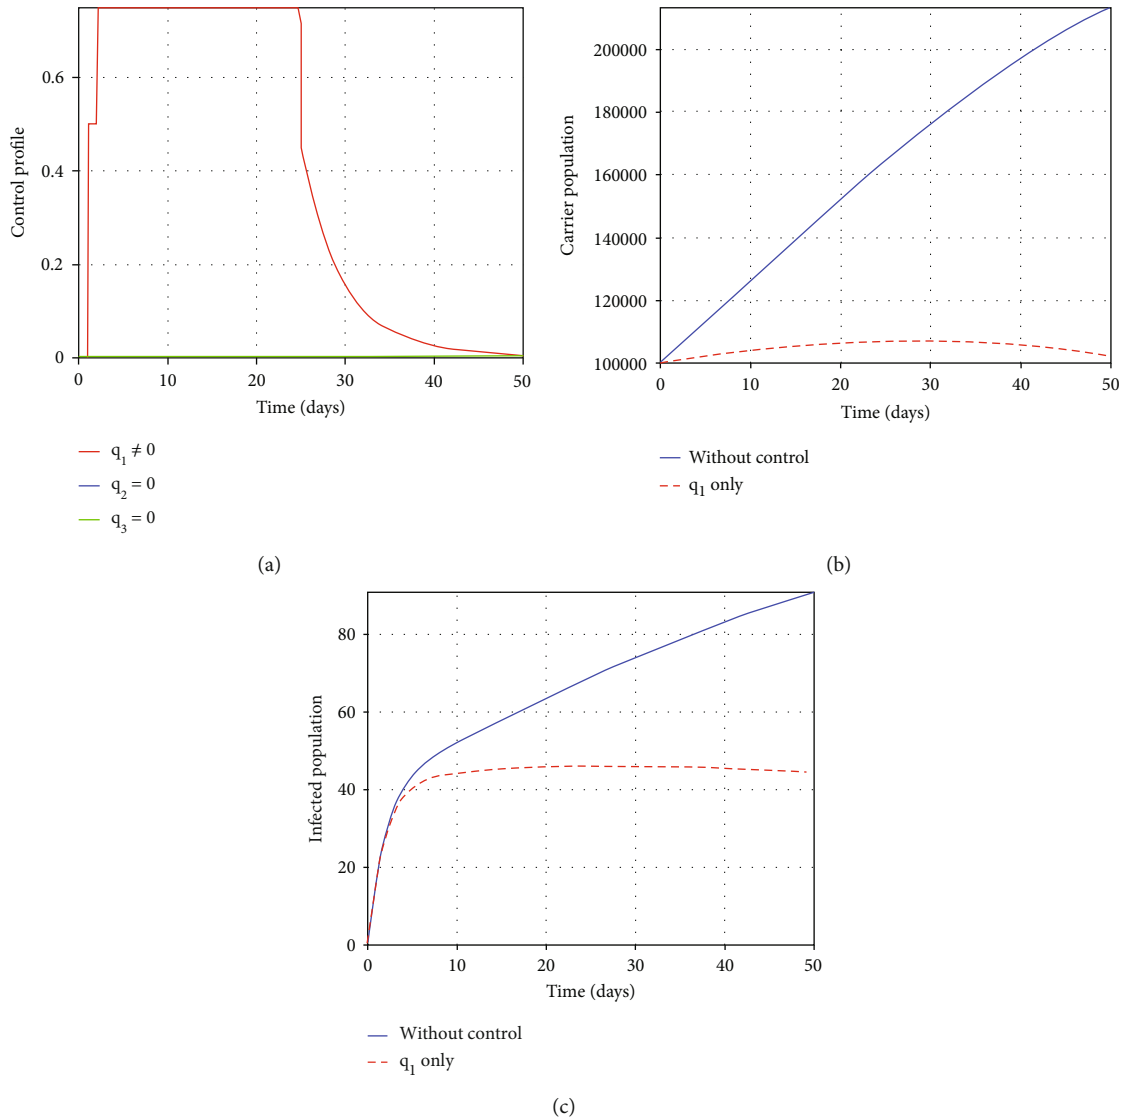 Control profile
0.6
0.4
0.2
0
0 10 20 30 40 50
Time (days)
q1 ≠ 0
q2 = 0
q3 = 0
(a)
Carrier population
200000
180000
160000
140000
120000
100000
0 10 20 30 40 50
Time (days)
Without control
q1 only
(b)
Infected population
80
60
40
20
0
0 10 20 30 40 50
Time (days)
Without control
q1 only
(c)